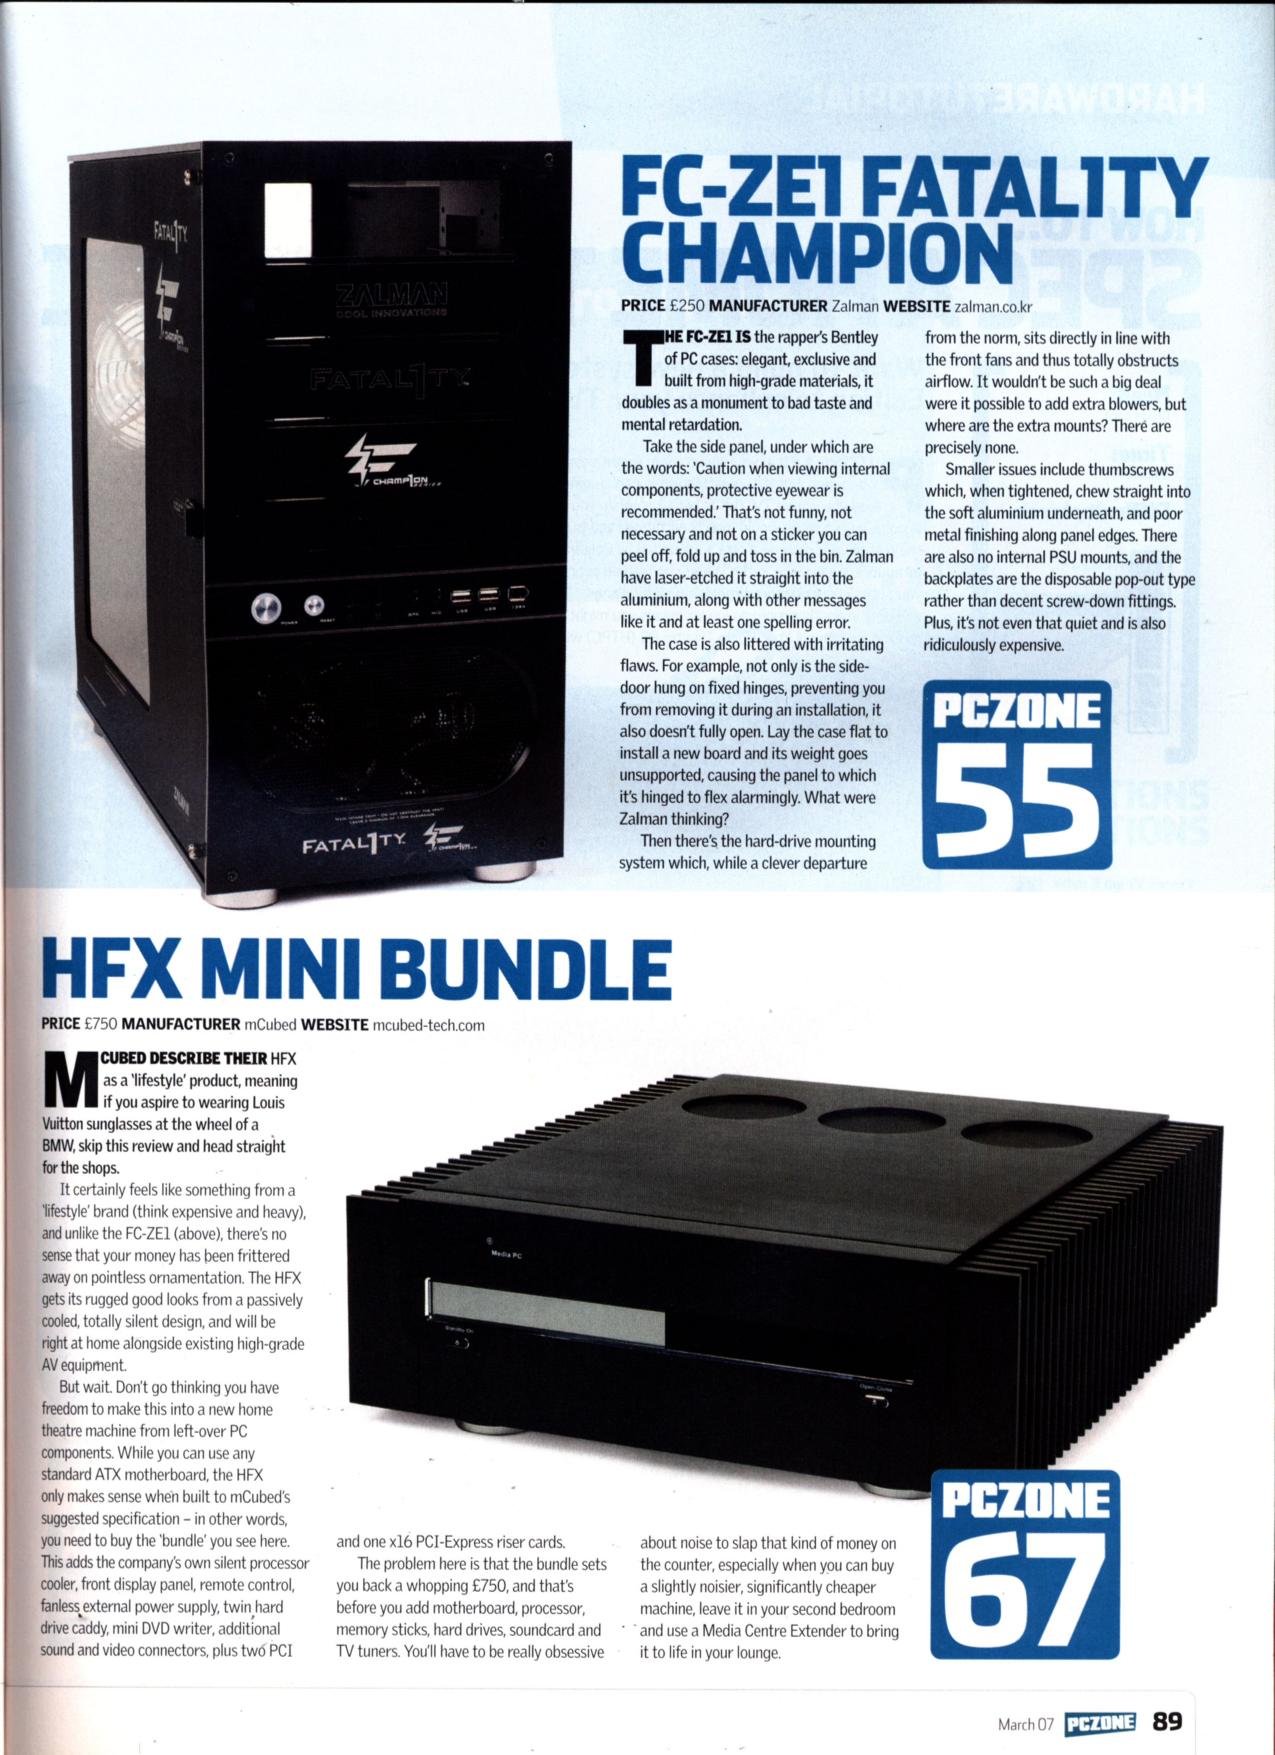 FC-ZE1 FATAL1TY
CHAMPION
PRICE £250 MANUFACTURER Zalman WEBSITE zalman.co.kr
THE FC-ZE1 IS the rapper's Bentley
of PC cases: elegant, exclusive and
built from high-grade materials, it
doubles as a monument to bad taste and
mental retardation.
Take the side panel, under which are
the words: 'Caution when viewing internal
components, protective eyewear is
recommended.' That's not funny, not
necessary and not on a sticker you can
peel off, fold up and toss in the bin. Zalman
have laser-etched it straight into the
aluminium, along with other messages
like it and at least one spelling error.
The case is also littered with irritating
flaws. For example, not only is the side-
door hung on fixed hinges, preventing you
from removing it during an installation, it
also doesn't fully open. Lay the case flat to
install a new board and its weight goes
unsupported, causing the panel to which
it's hinged to flex alarmingly. What were
Zalman thinking?
Then there's the hard-drive mounting
system which, while a clever departure
from the norm, sits directly in line with
the front fans and thus totally obstructs
airflow. It wouldn't be such a big deal
were it possible to add extra blowers, but
where are the extra mounts? There are
precisely none.
Smaller issues include thumbscrews
which, when tightened, chew straight into
the soft aluminium underneath, and poor
metal finishing along panel edges. There
are also no internal PSU mounts, and the
backplates are the disposable pop-out type
rather than decent screw-down fittings.
Plus, it's not even that quiet and is also
ridiculously expensive.
PCZONE
55
FATAL1TY
CHAMP1ON
ZALMAN
COOL INNOVATIONS
FATAL1TY
CHAMP1ON
POWER
RESET
SPK
MIC
USB
USB
1394
ZALMAN
FATAL1TY
CHAMP1ON
HFX MINI BUNDLE
PRICE £750 MANUFACTURER mCubed WEBSITE mcubed-tech.com
MCUBED DESCRIBE THEIR HFX
as a 'lifestyle' product, meaning
if you aspire to wearing Louis
Vuitton sunglasses at the wheel of a
BMW, skip this review and head straight
for the shops.
It certainly feels like something from a
'lifestyle' brand (think expensive and heavy),
and unlike the FC-ZE1 (above), there's no
sense that your money has been frittered
away on pointless ornamentation. The HFX
gets its rugged good looks from a passively
cooled, totally silent design, and will be
right at home alongside existing high-grade
AV equipment.
But wait. Don't go thinking you have
freedom to make this into a new home
theatre machine from left-over PC
components. While you can use any
standard ATX motherboard, the HFX
only makes sense when built to mCubed's
suggested specification – in other words,
you need to buy the 'bundle' you see here.
This adds the company's own silent processor
cooler, front display panel, remote control,
fanless external power supply, twin hard
drive caddy, mini DVD writer, additional
sound and video connectors, plus two PCI
and one x16 PCI-Express riser cards.
The problem here is that the bundle sets
you back a whopping £750, and that's
before you add motherboard, processor,
memory sticks, hard drives, soundcard and
TV tuners. You'll have to be really obsessive
about noise to slap that kind of money on
the counter, especially when you can buy
a slightly noisier, significantly cheaper
machine, leave it in your second bedroom
and use a Media Centre Extender to bring
it to life in your lounge.
Media PC
Standby On
Open·Close
PCZONE
67
March 07 PCZONE 89